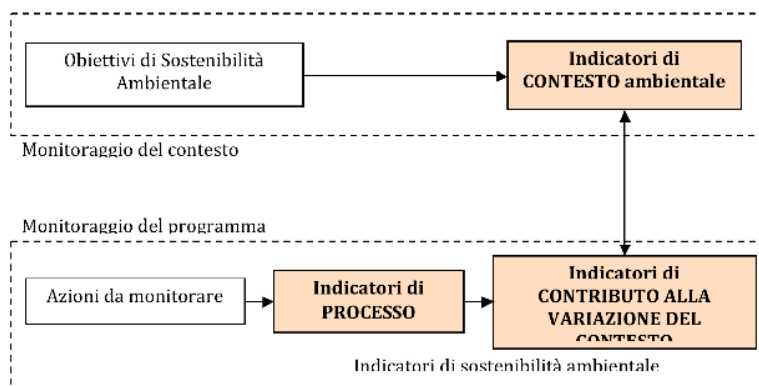 Obiettivi di Sostenibilità
Ambientale
Indicatori di
CONTESTO ambientale
Monitoraggio del contesto
Monitoraggio del programma
Azioni da monitorare
Indicatori di
PROCESSO
Indicatori di
CONTRIBUTO ALLA
VARIAZIONE DEL
CONTESTO
Indicatori di sostenibilità ambientale